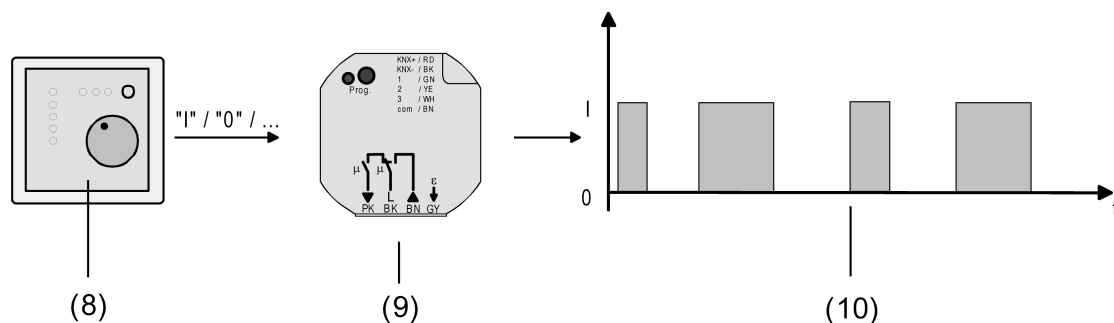 "I" / "0" / ...
KNX+ / RD
KNX- / BK
1 / GN
2 / YE
3 / WH
com / BN
Prog.
μ μ
L ε
PK BK BN GY
I
0
t
(8)
(9)
(10)